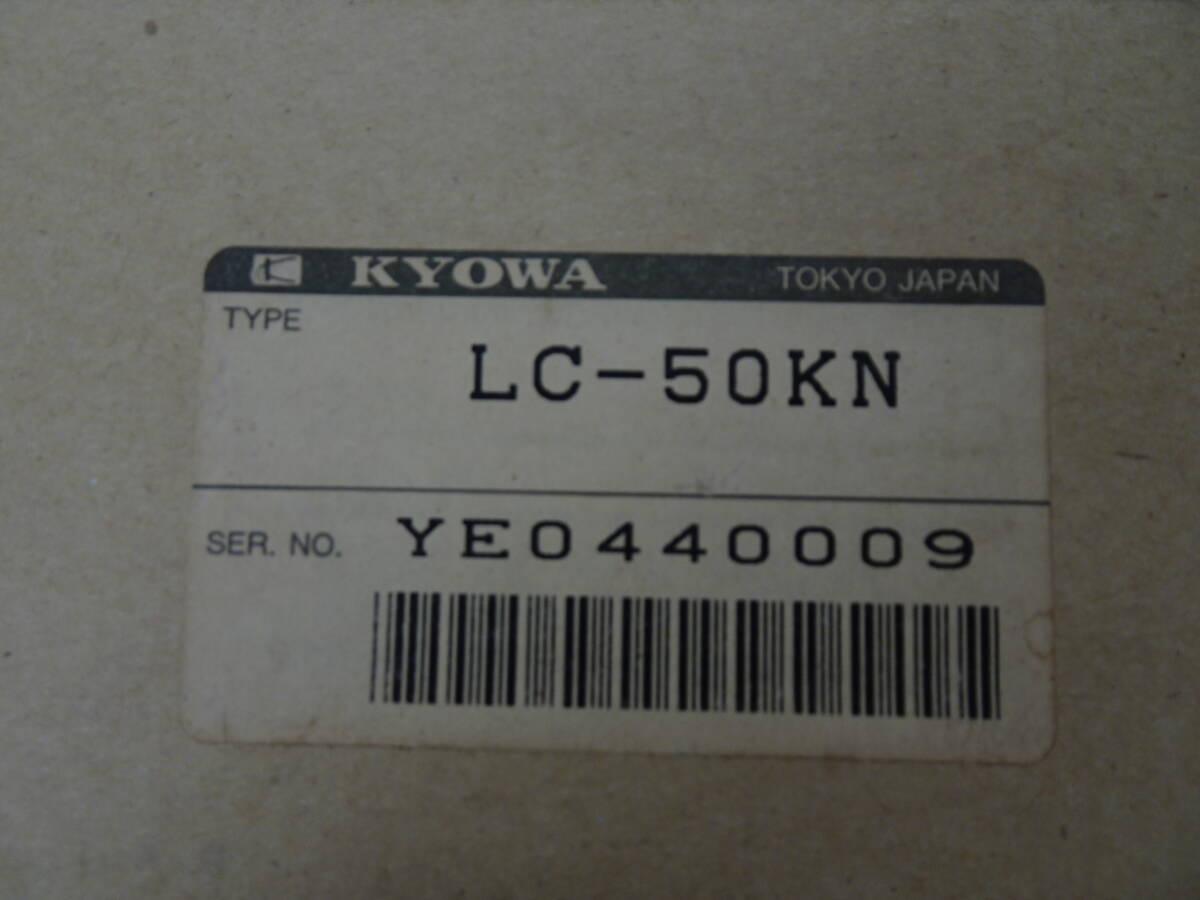 KYOWA TOKYO JAPAN
TYPE
LC-50KN
SER. NO. YE0440009